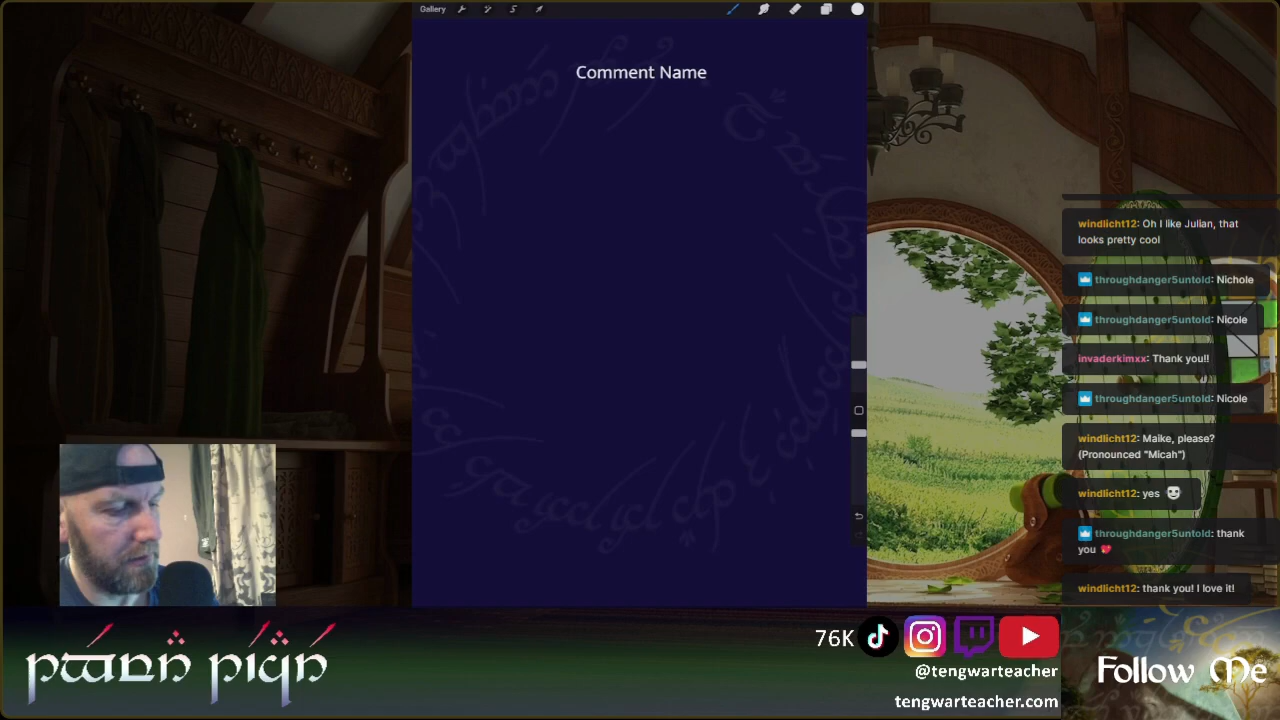 Gallery
Comment Name
windlicht12: Oh I like Julian, that
looks pretty cool
throughdanger5untold: Nichole
throughdanger5untold: Nicole
invaderkimxx: Thank you!!
throughdanger5untold: Nicole
windlicht12: Maike, please?
(Pronounced "Micah")
windlicht12: yes
throughdanger5untold: thank
you
windlicht12: thank you! I love it!
76K
@tengwarteacher
tengwarteacher.com
Follow Me